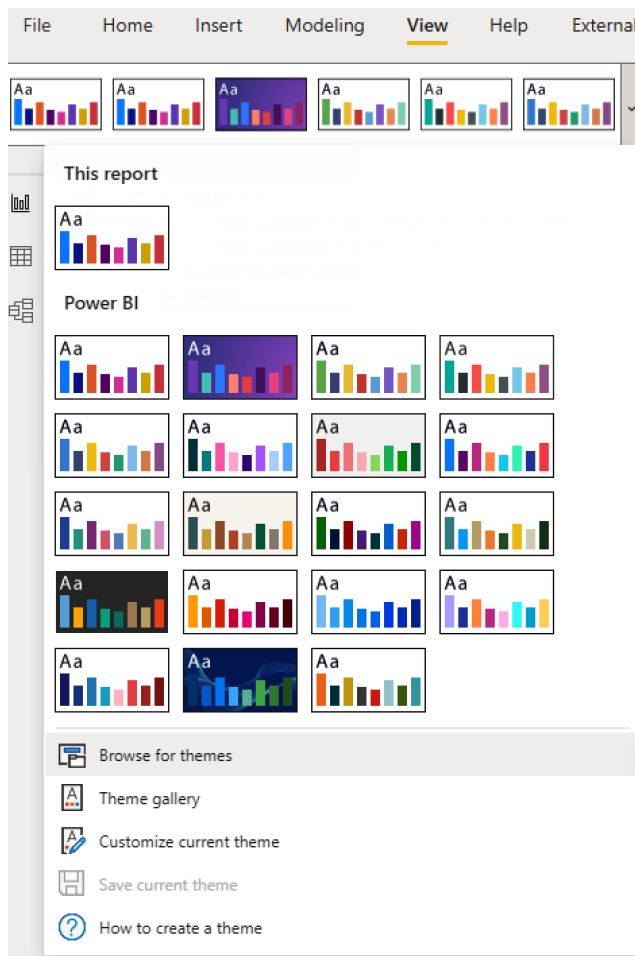 File Home Insert Modeling View Help External
Aa Aa Aa Aa Aa Aa
This report
Aa
Power BI
Aa Aa Aa Aa
Aa Aa Aa Aa
Aa Aa Aa Aa
Aa Aa Aa Aa
Aa Aa Aa
Browse for themes
Theme gallery
Customize current theme
Save current theme
How to create a theme